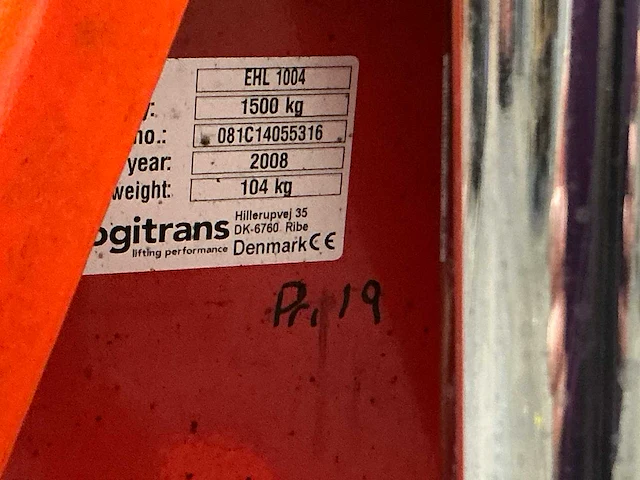 EHL 1004
y: 1500 kg
no.: 081C14055316
year: 2008
weight: 104 kg
ogitrans Hillerupvej 35
DK-6760 Ribe
lifting performance Denmark CE
Pr. 19